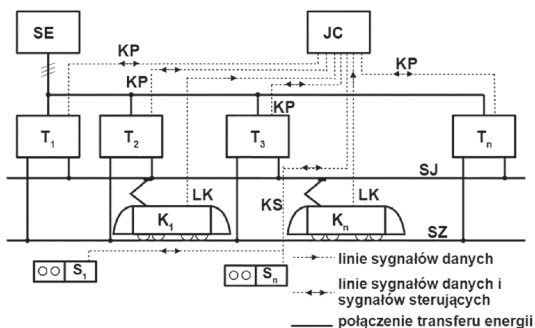 SE
JC
KP
KP
KP
KP
T1
T2
T3
Tn
SJ
LK
KS
LK
K1
Kn
SZ
S1
Sn
linie sygnałów danych
linie sygnałów danych i
sygnałów sterujących
połączenie transferu energii